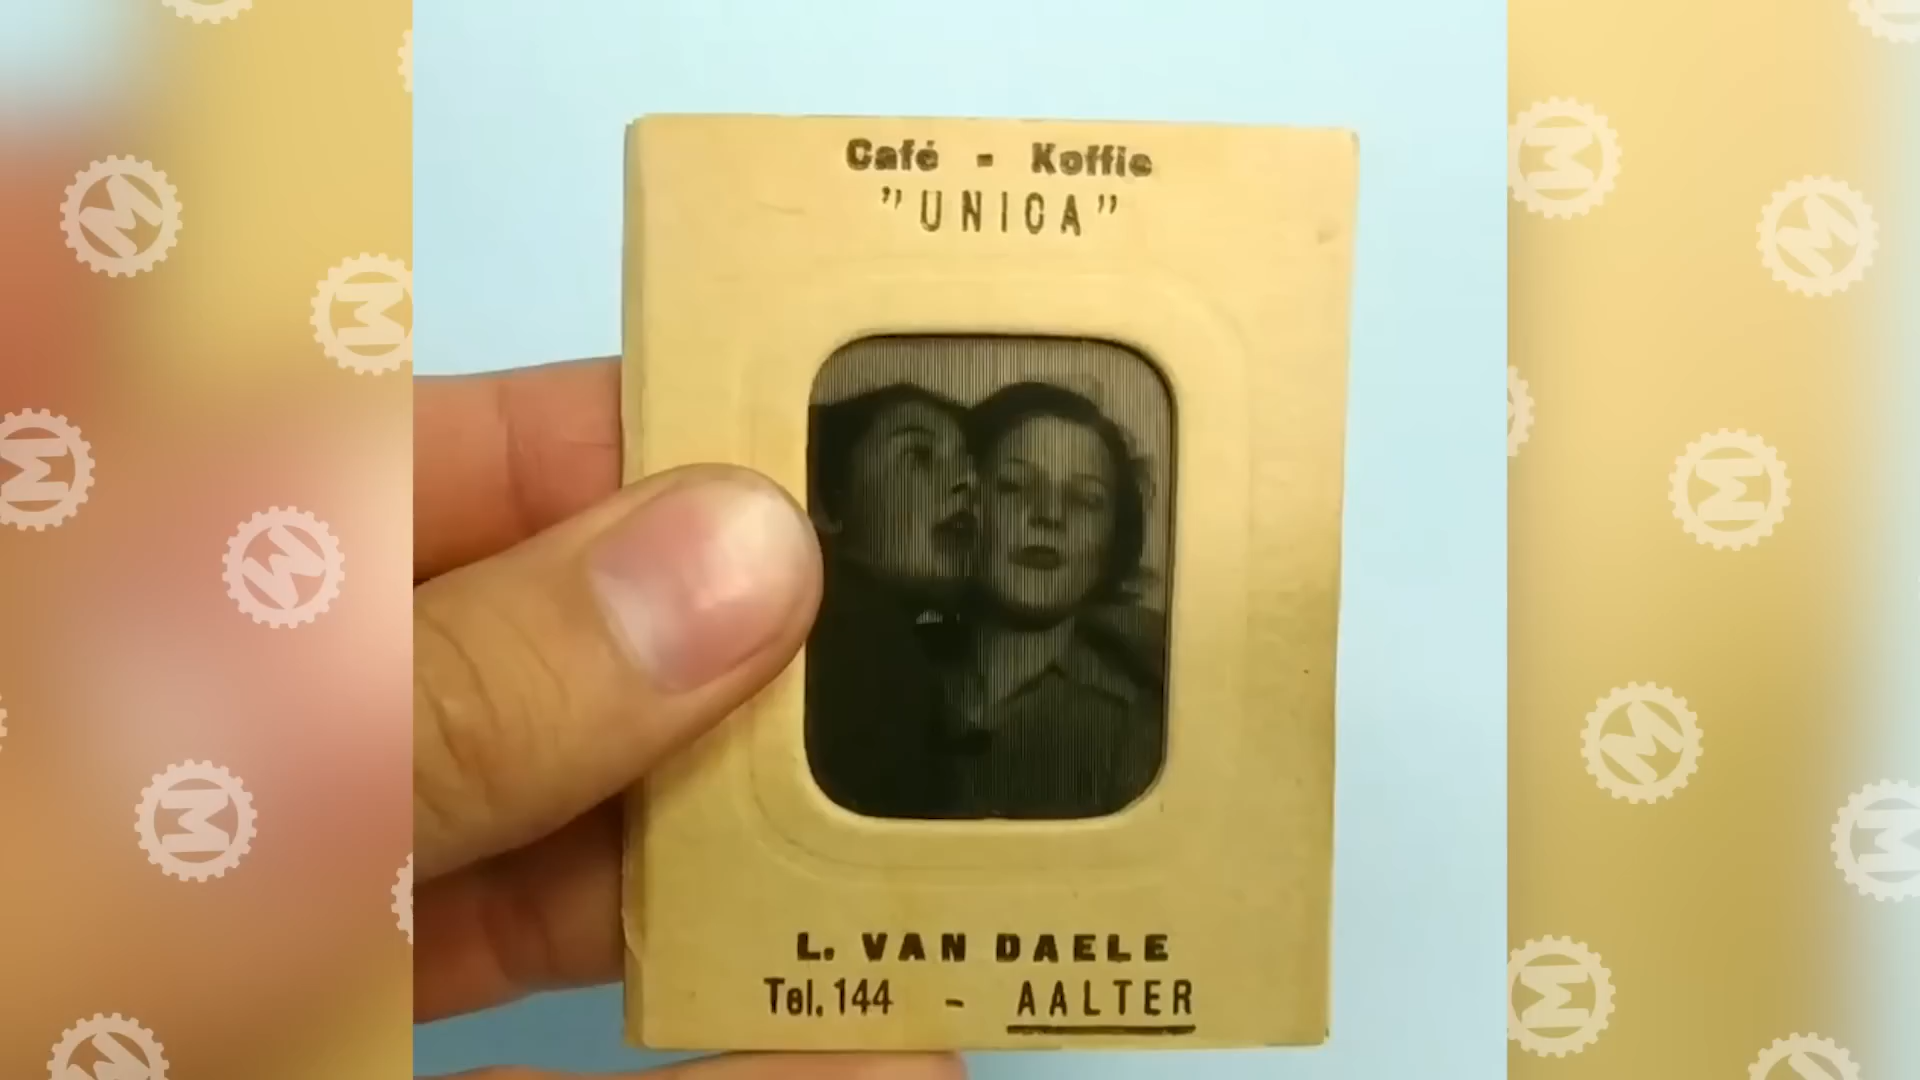 Café - Koffie
"UNICA"
L. VAN DAELE
Tel. 144 - AALTER